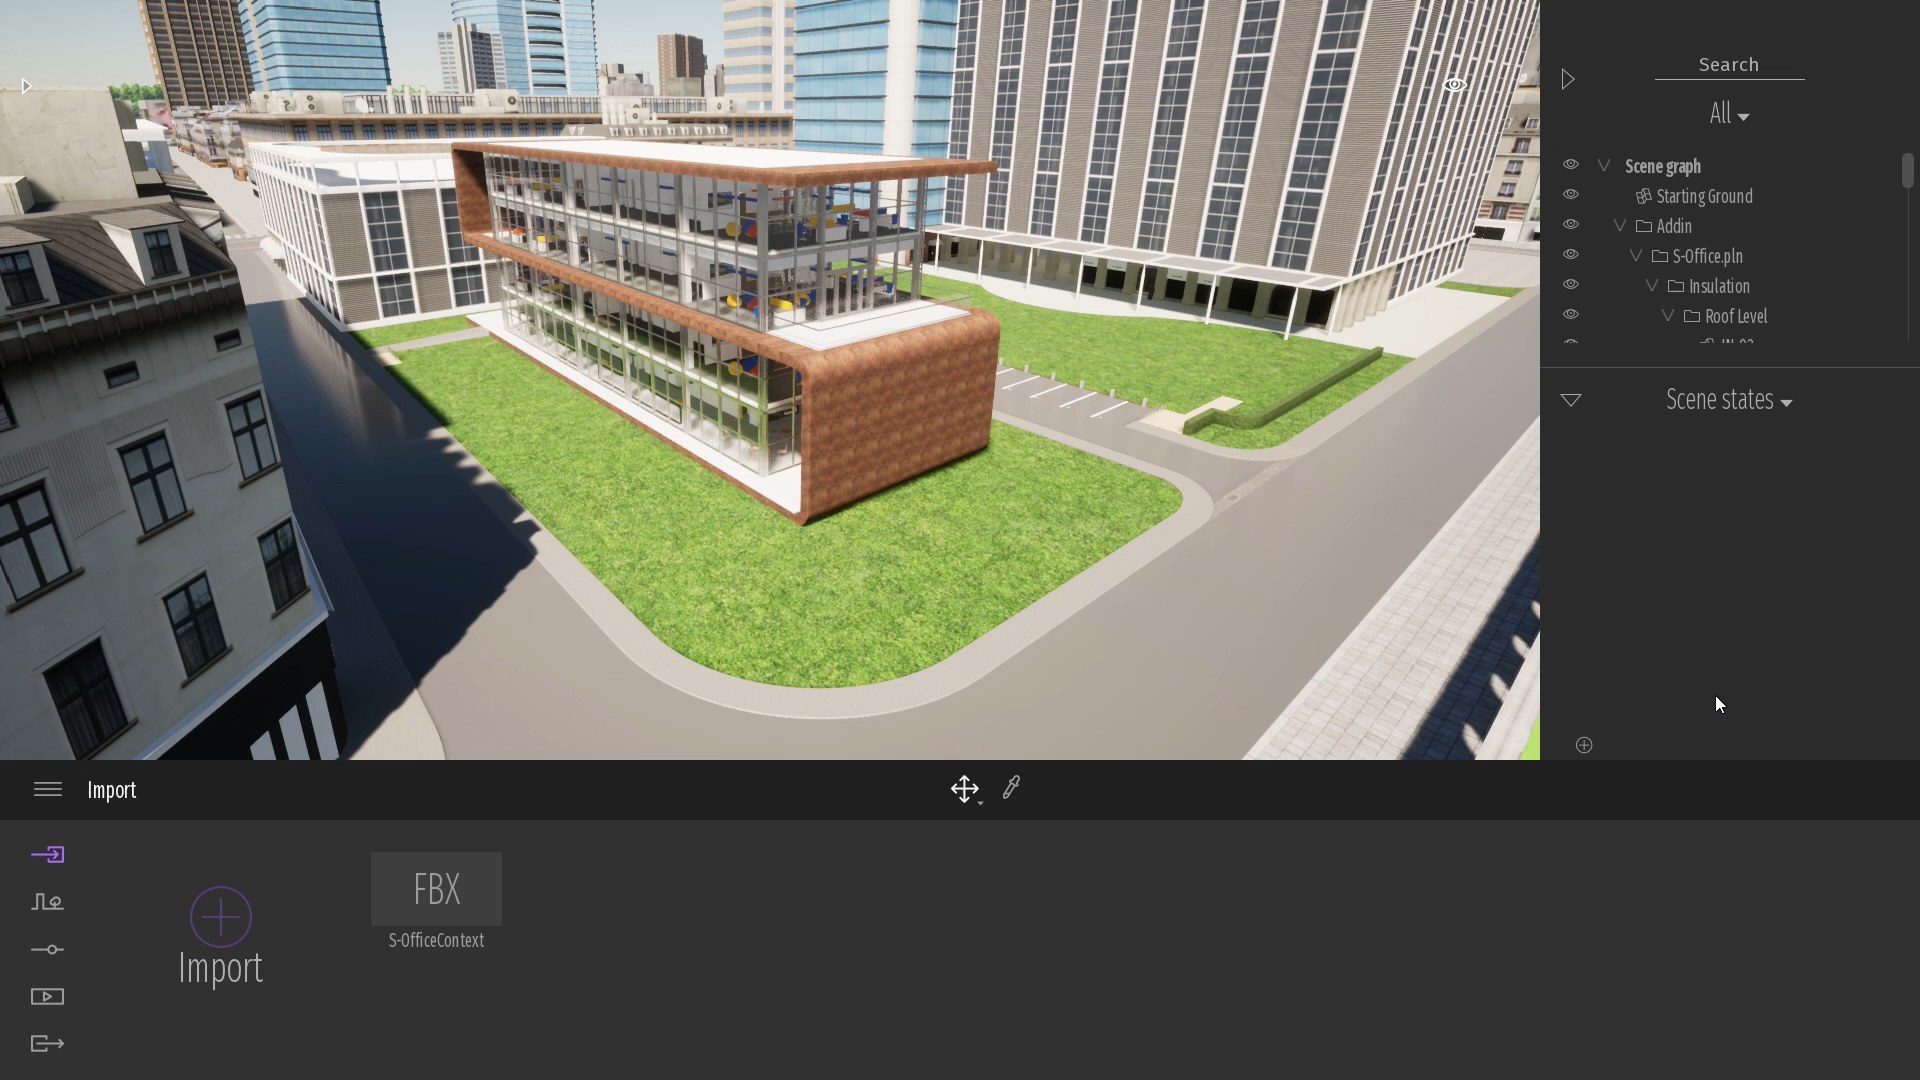 Search
All
Scene graph
Starting Ground
Addin
S-Office.pln
Insulation
Roof Level
Scene states
Import
FBX
S-OfficeContext
Import